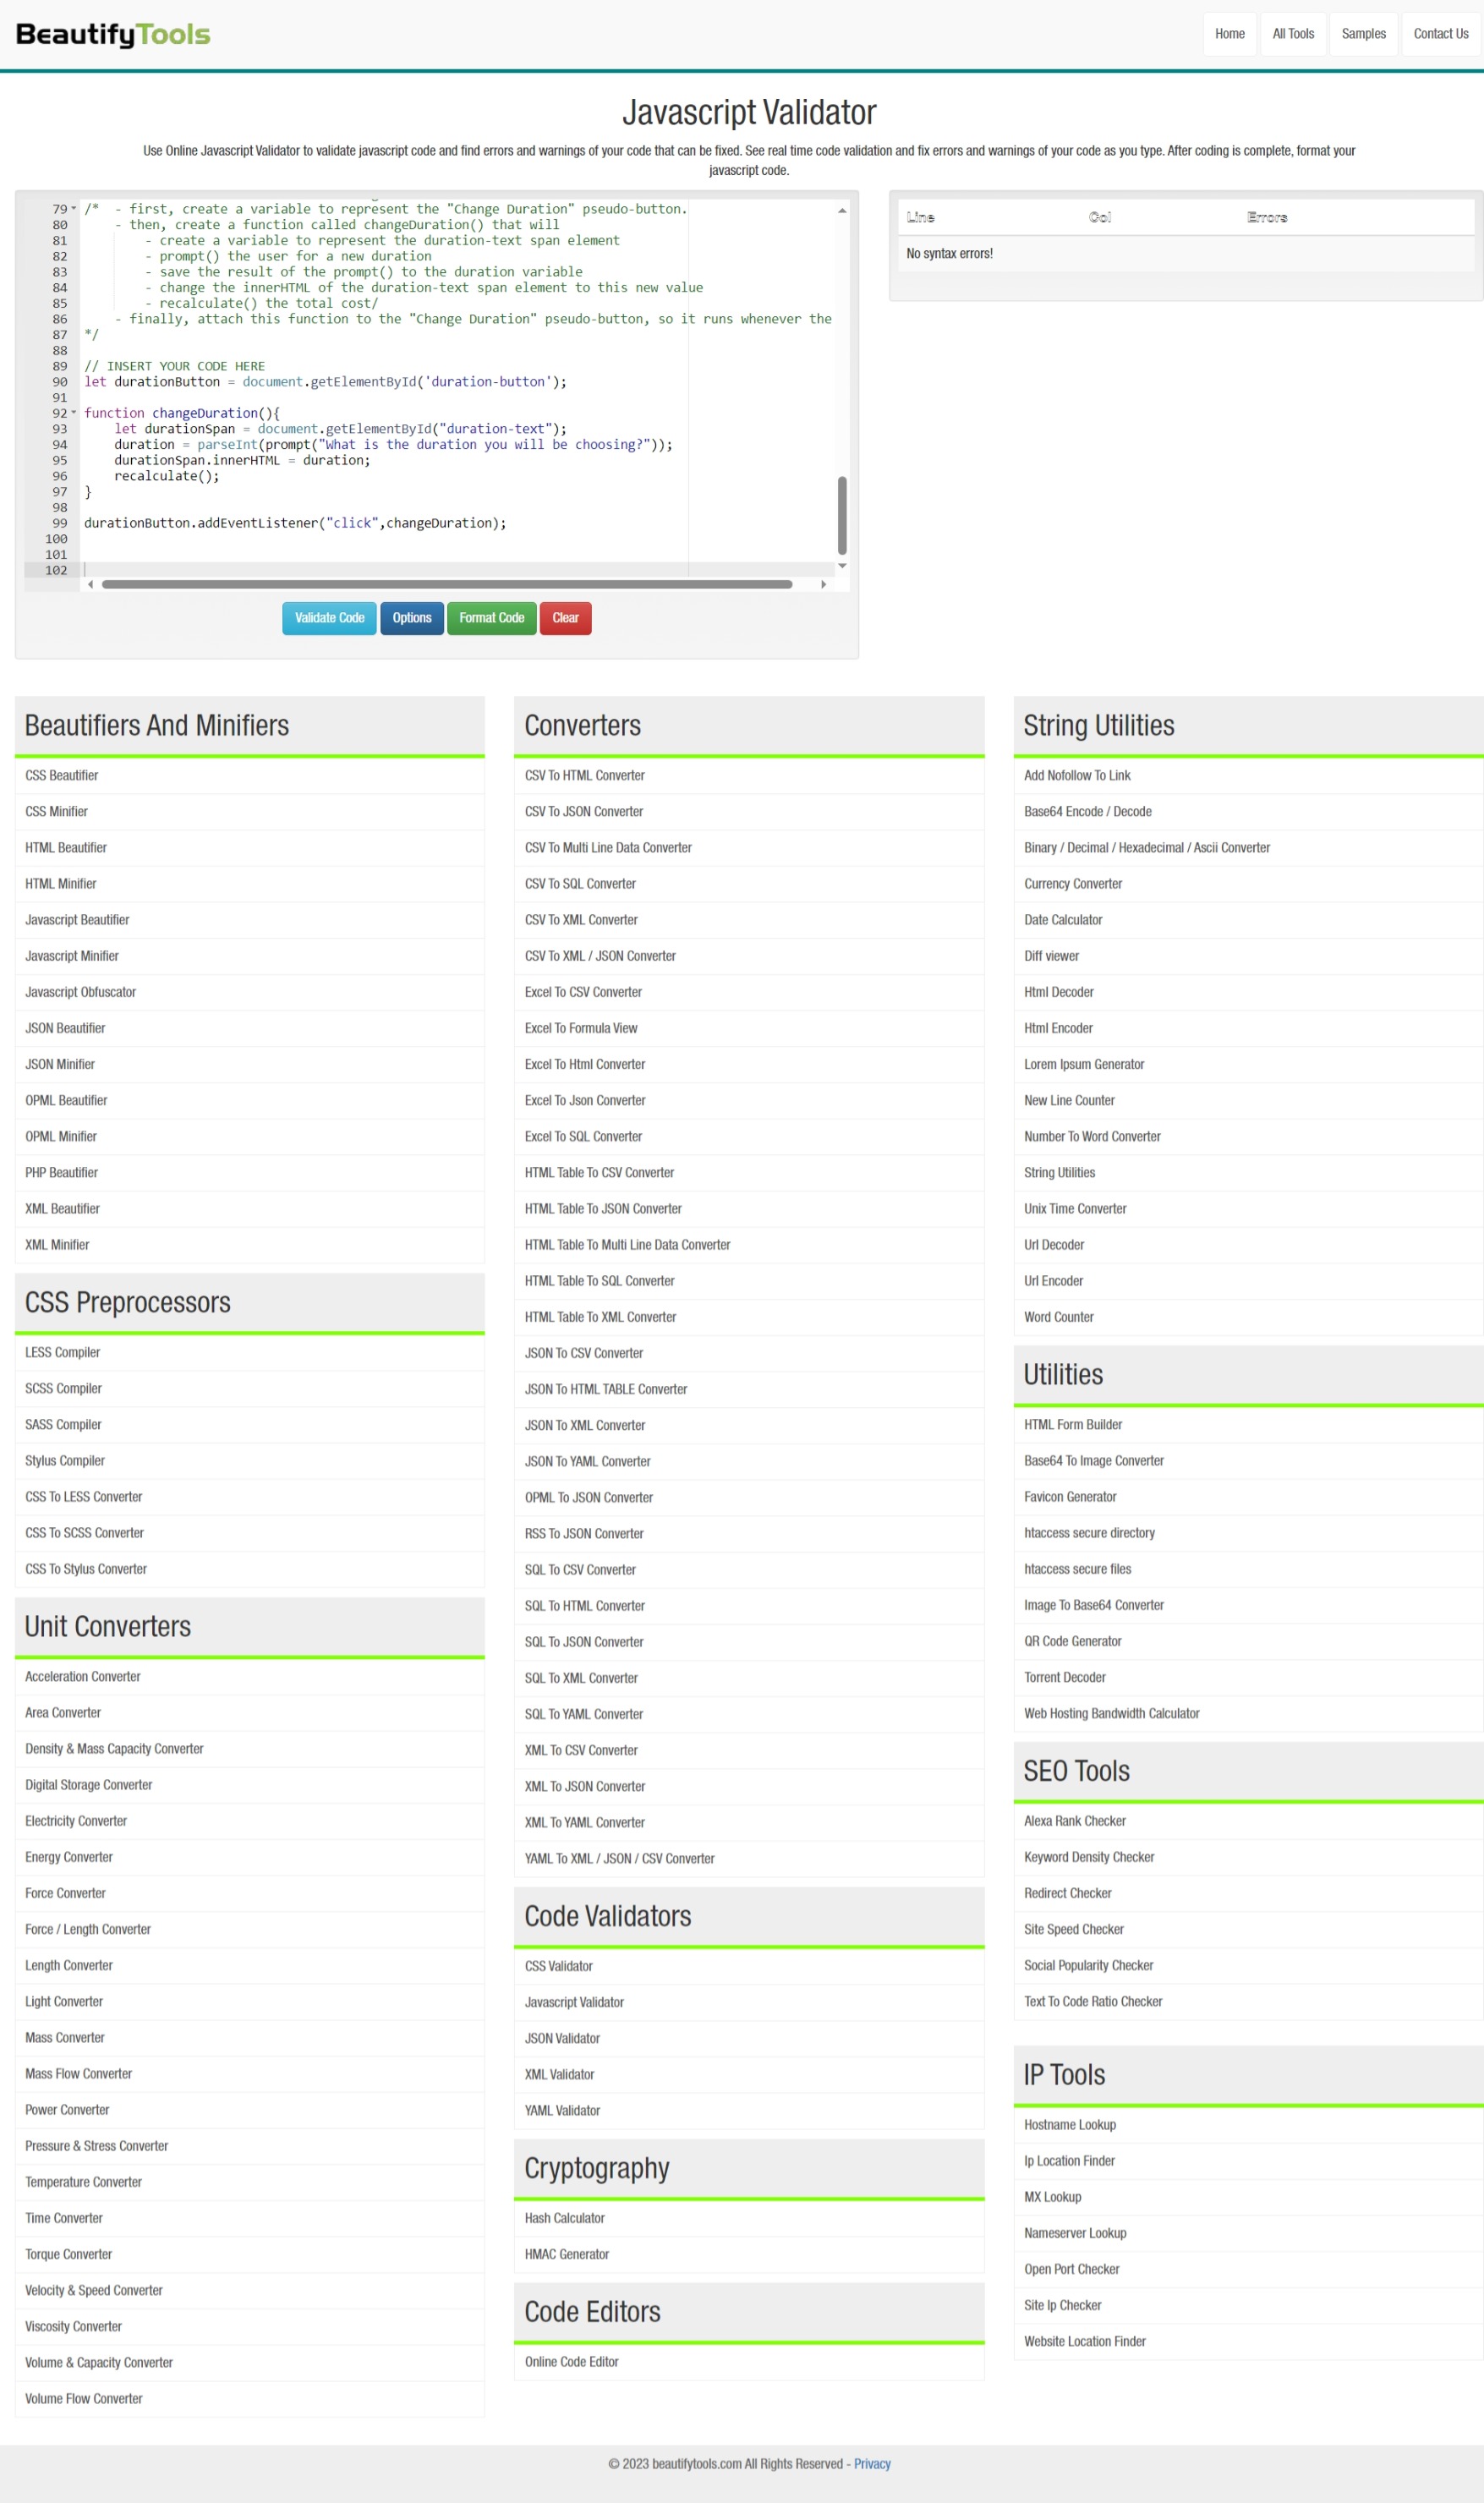 BeautifyTools
Home
All Tools
Samples
Contact Us
Javascript Validator
Use Online Javascript Validator to validate javascript code and find errors and warnings of your code that can be fixed. See real time code validation and fix errors and warnings of your code as you type. After coding is complete, format your
javascript code.
79 /*  - first, create a variable to represent the "Change Duration" pseudo-button.
80     - then, create a function called changeDuration() that will
81         - create a variable to represent the duration-text span element
82         - prompt() the user for a new duration
83         - save the result of the prompt() to the duration variable
84         - change the innerHTML of the duration-text span element to this new value
85         - recalculate() the total cost/
86     - finally, attach this function to the "Change Duration" pseudo-button, so it runs whenever the
87 */
88
89 // INSERT YOUR CODE HERE
90 let durationButton = document.getElementById('duration-button');
91
92 function changeDuration(){
93     let durationSpan = document.getElementById("duration-text");
94     duration = parseInt(prompt("What is the duration you will be choosing?"));
95     durationSpan.innerHTML = duration;
96     recalculate();
97 }
98
99 durationButton.addEventListener("click",changeDuration);
100
101
102
Validate Code
Options
Format Code
Clear
Line Col Errors
No syntax errors!
Beautifiers And Minifiers
CSS Beautifier
CSS Minifier
HTML Beautifier
HTML Minifier
Javascript Beautifier
Javascript Minifier
Javascript Obfuscator
JSON Beautifier
JSON Minifier
OPML Beautifier
OPML Minifier
PHP Beautifier
XML Beautifier
XML Minifier
CSS Preprocessors
LESS Compiler
SCSS Compiler
SASS Compiler
Stylus Compiler
CSS To LESS Converter
CSS To SCSS Converter
CSS To Stylus Converter
Unit Converters
Acceleration Converter
Area Converter
Density & Mass Capacity Converter
Digital Storage Converter
Electricity Converter
Energy Converter
Force Converter
Force / Length Converter
Length Converter
Light Converter
Mass Converter
Mass Flow Converter
Power Converter
Pressure & Stress Converter
Temperature Converter
Time Converter
Torque Converter
Velocity & Speed Converter
Viscosity Converter
Volume & Capacity Converter
Volume Flow Converter
Converters
CSV To HTML Converter
CSV To JSON Converter
CSV To Multi Line Data Converter
CSV To SQL Converter
CSV To XML Converter
CSV To XML / JSON Converter
Excel To CSV Converter
Excel To Formula View
Excel To Html Converter
Excel To Json Converter
Excel To SQL Converter
HTML Table To CSV Converter
HTML Table To JSON Converter
HTML Table To Multi Line Data Converter
HTML Table To SQL Converter
HTML Table To XML Converter
JSON To CSV Converter
JSON To HTML TABLE Converter
JSON To XML Converter
JSON To YAML Converter
OPML To JSON Converter
RSS To JSON Converter
SQL To CSV Converter
SQL To HTML Converter
SQL To JSON Converter
SQL To XML Converter
SQL To YAML Converter
XML To CSV Converter
XML To JSON Converter
XML To YAML Converter
YAML To XML / JSON / CSV Converter
Code Validators
CSS Validator
Javascript Validator
JSON Validator
XML Validator
YAML Validator
Cryptography
Hash Calculator
HMAC Generator
Code Editors
Online Code Editor
String Utilities
Add Nofollow To Link
Base64 Encode / Decode
Binary / Decimal / Hexadecimal / Ascii Converter
Currency Converter
Date Calculator
Diff viewer
Html Decoder
Html Encoder
Lorem Ipsum Generator
New Line Counter
Number To Word Converter
String Utilities
Unix Time Converter
Url Decoder
Url Encoder
Word Counter
Utilities
HTML Form Builder
Base64 To Image Converter
Favicon Generator
htaccess secure directory
htaccess secure files
Image To Base64 Converter
QR Code Generator
Torrent Decoder
Web Hosting Bandwidth Calculator
SEO Tools
Alexa Rank Checker
Keyword Density Checker
Redirect Checker
Site Speed Checker
Social Popularity Checker
Text To Code Ratio Checker
IP Tools
Hostname Lookup
Ip Location Finder
MX Lookup
Nameserver Lookup
Open Port Checker
Site Ip Checker
Website Location Finder
© 2023 beautifytools.com All Rights Reserved - Privacy